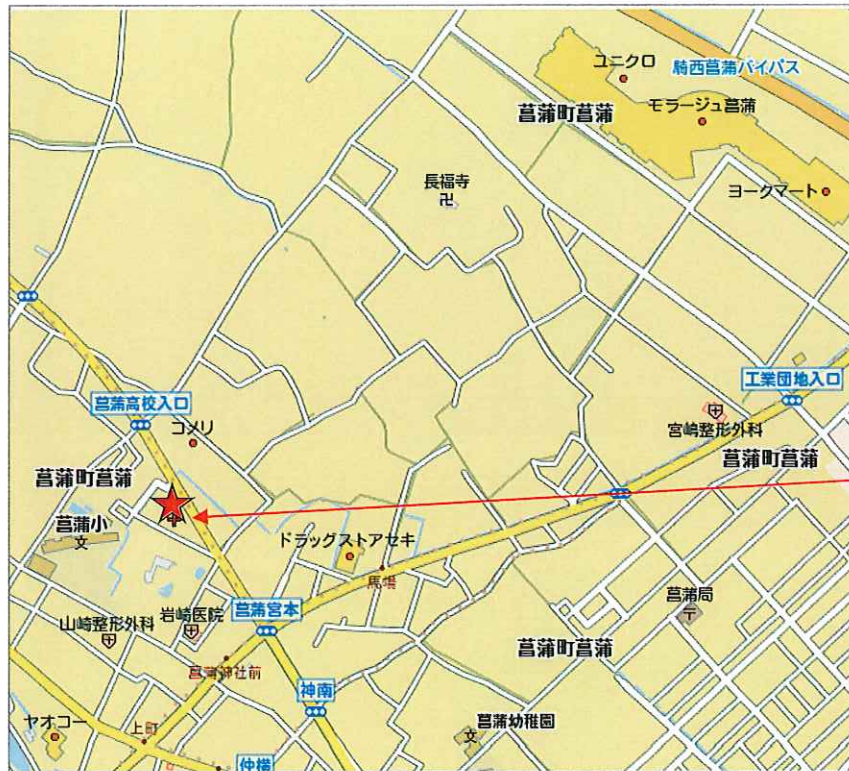 ユニクロ
騎西菖蒲バイパス
モラージュ菖蒲
菖蒲町菖蒲
長福寺
ヨークマート
工業団地入口
菖蒲高校入口
コメリ
宮嶋整形外科
菖蒲町菖蒲
菖蒲町菖蒲
菖蒲小
文
ドラッグストアセキ
馬場
菖蒲局
岩崎医院
菖蒲宮本
山崎整形外科
菖蒲町菖蒲
菖蒲神社前
神南
ヤオコー
上町
菖蒲幼稚園
文
仲横